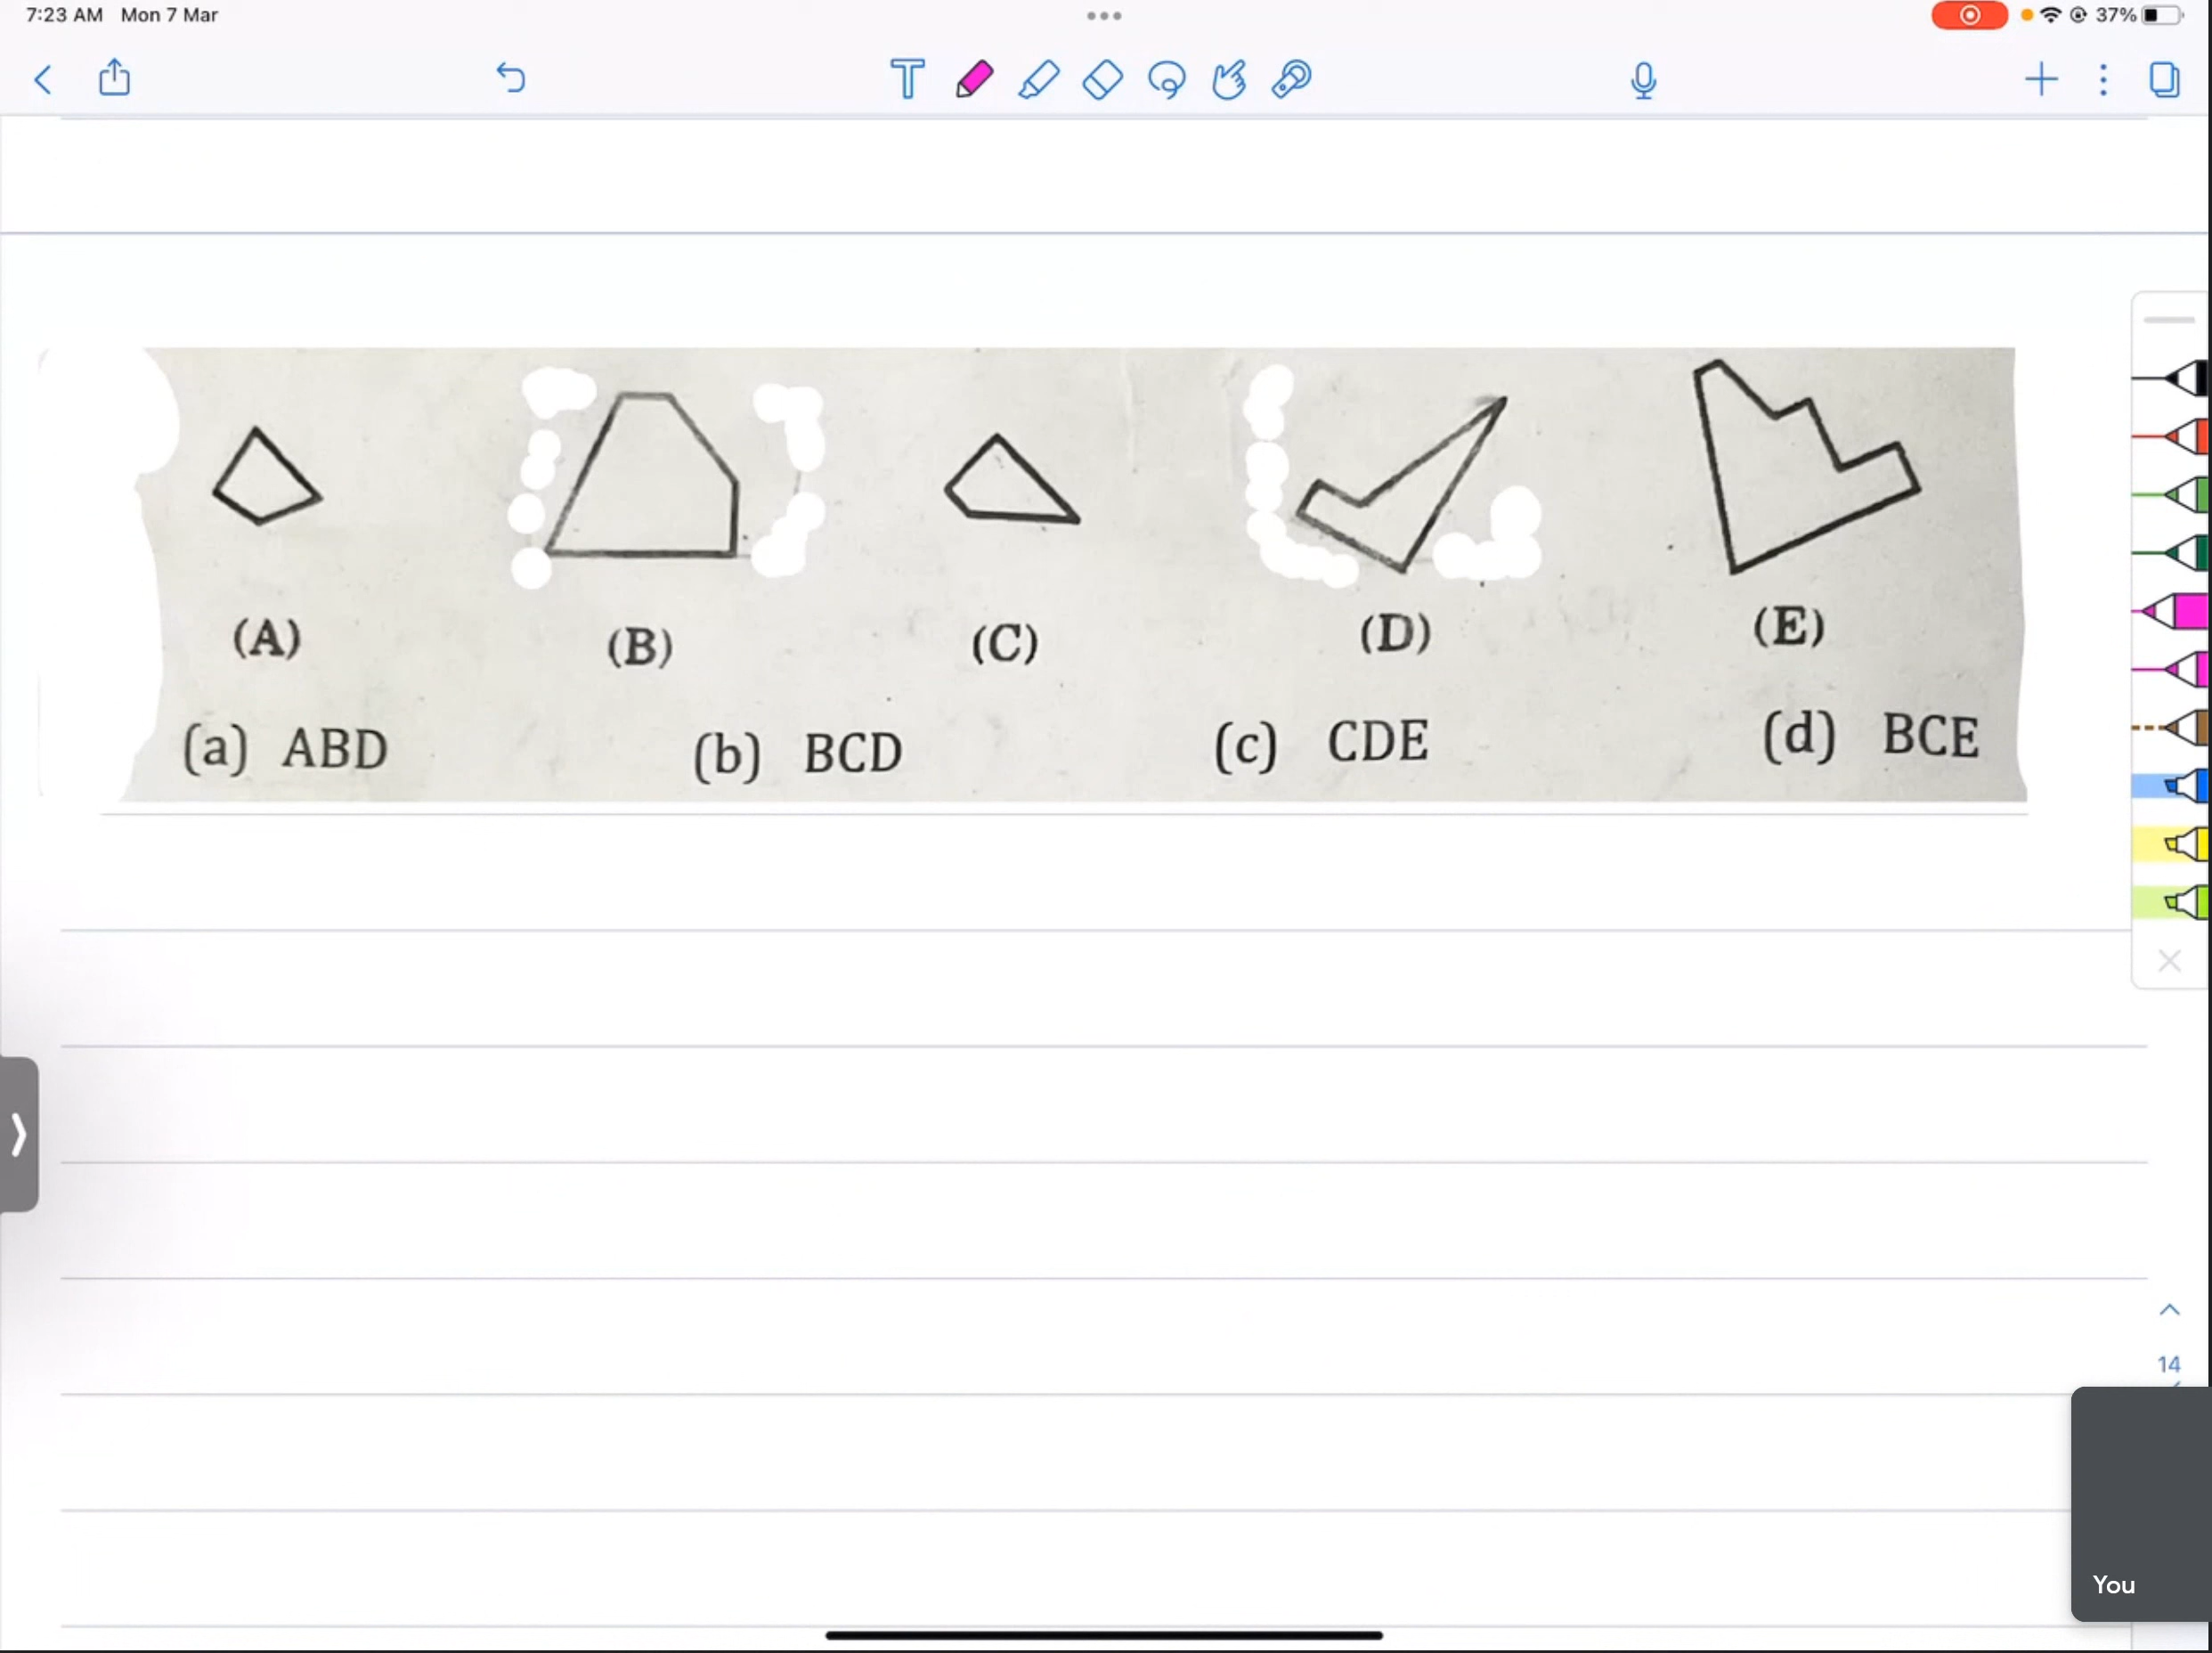 7:23 AM Mon 7 Mar
37%
(A) (B) (C) (D) (E)
(a) ABD (b) BCD (c) CDE (d) BCE
14
You